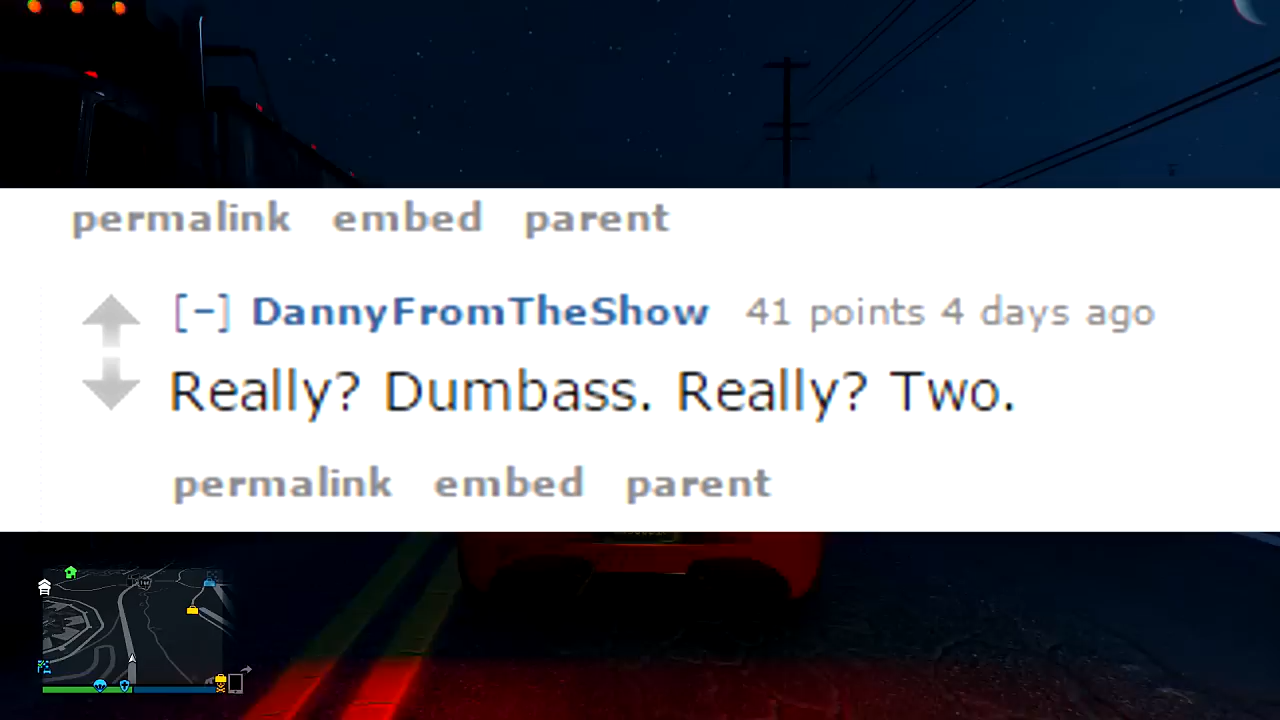 permalink embed parent
[–] DannyFromTheShow 41 points 4 days ago
Really? Dumbass. Really? Two.
permalink embed parent